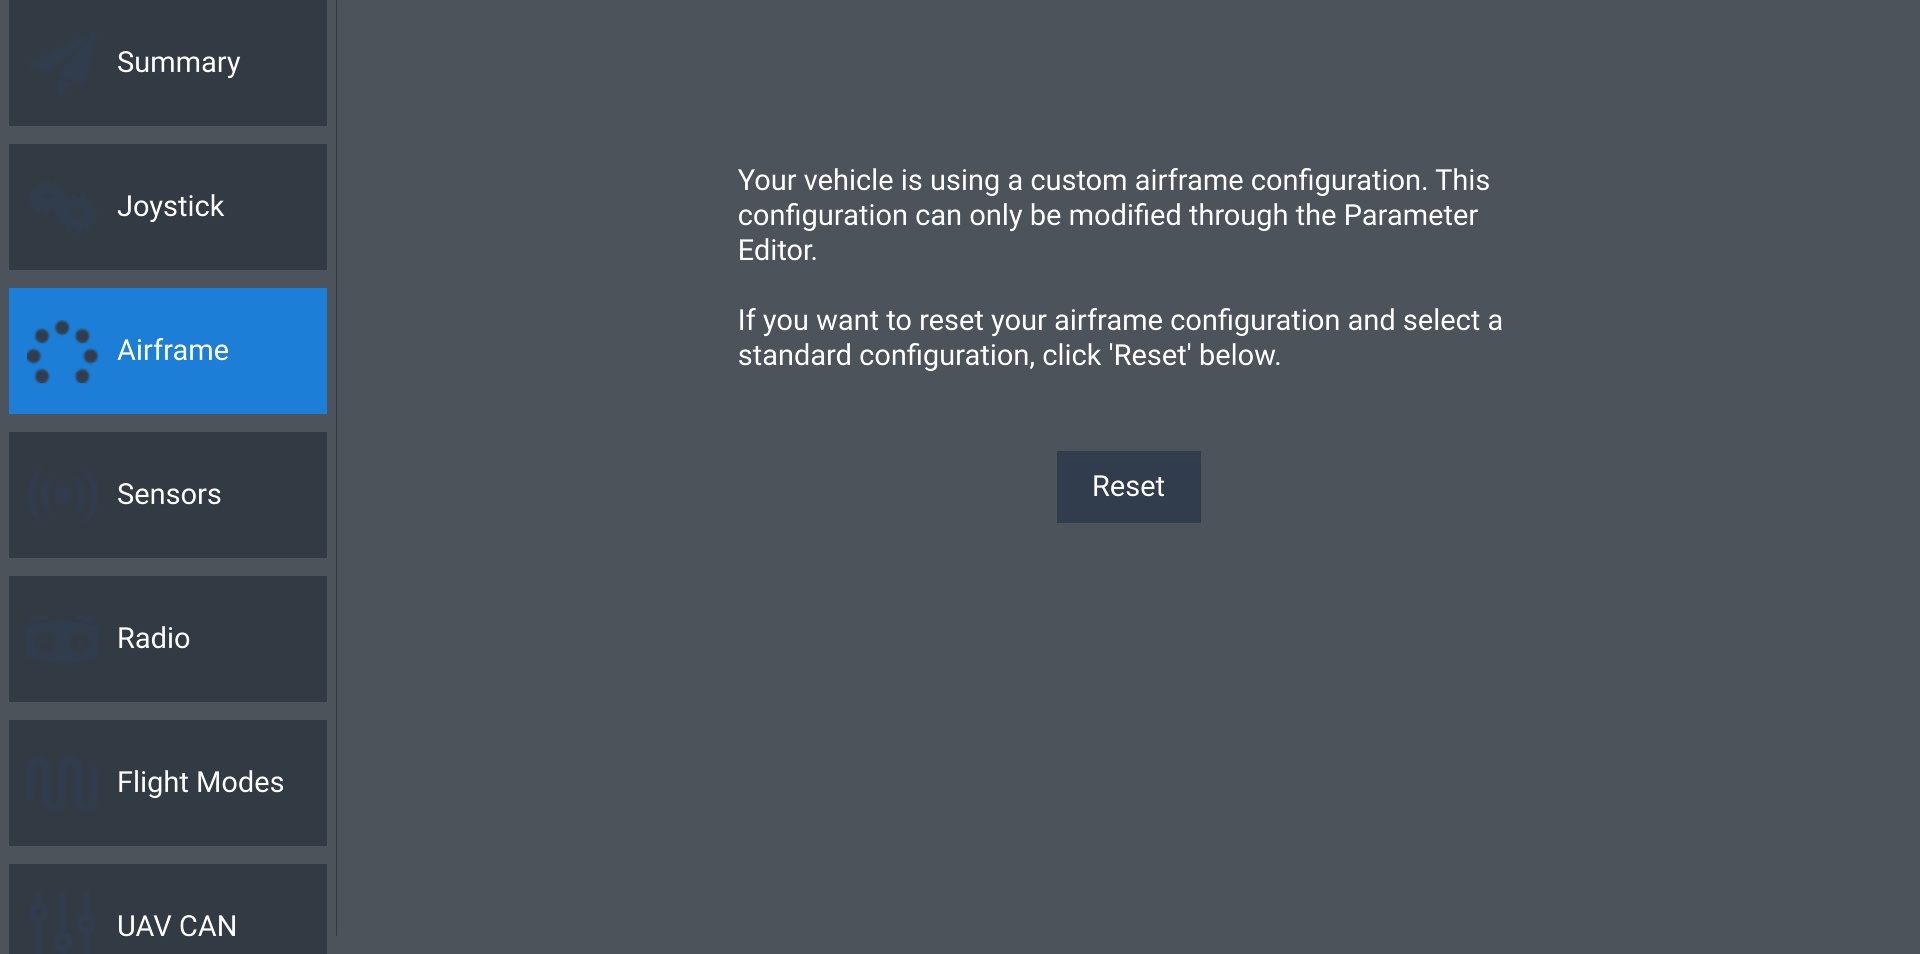 Summary
Joystick
Airframe
Sensors
Radio
Flight Modes
UAV CAN
Your vehicle is using a custom airframe configuration. This
configuration can only be modified through the Parameter
Editor.
If you want to reset your airframe configuration and select a
standard configuration, click 'Reset' below.
Reset